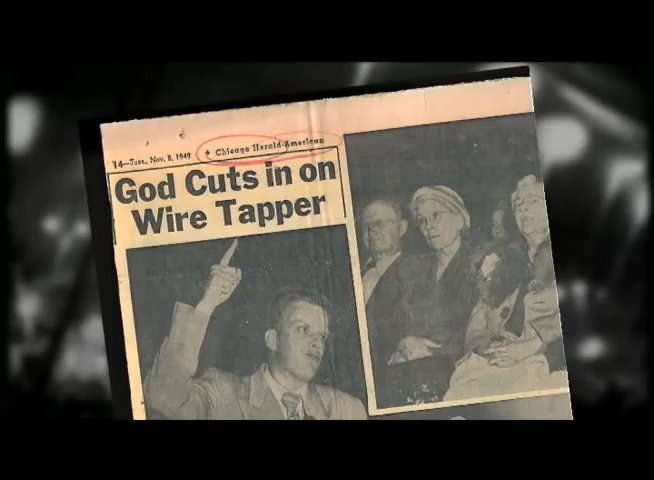 14—Tues., Nov. 8, 1949 ★ Chicago Herald-American
God Cuts in on
Wire Tapper